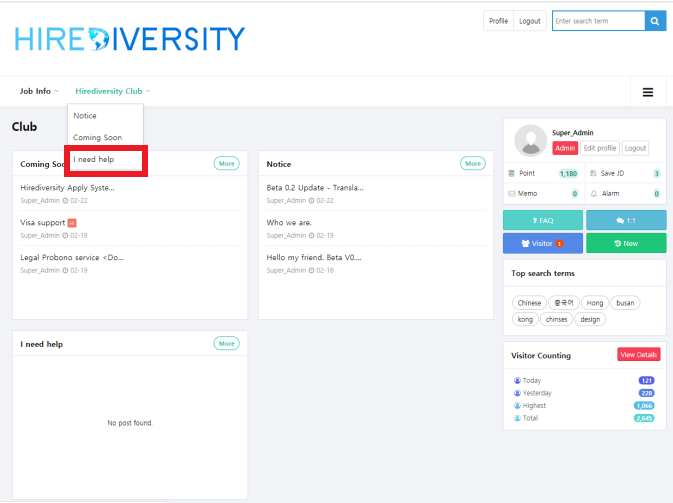 Profile
Logout
Enter search term
HIREDIVERSITY
Job Info
Hirediversity Club
Notice
Coming Soon
I need help
Club
Coming Soo
More
Hirediversity Apply Syste...
Super_Admin 02-22
Visa support H
Super_Admin 02-19
Legal Probono service <Do...
Super_Admin 02-19
Notice
More
Beta 0.2 Update - Transla...
Super_Admin 02-22
Who we are.
Super_Admin 02-19
Hello my friend. Beta V0....
Super_Admin 02-16
I need help
More
No post found.
Super_Admin
Admin
Edit profile
Logout
Point 1,180
Save JD 3
Memo 0
Alarm 0
? FAQ
1:1
Visitor 1
New
Top search terms
Chinese
중국어
Hong
busan
kong
chinses
design
Visitor Counting
View Details
Today 121
Yesterday 228
Highest 1,066
Total 2,645